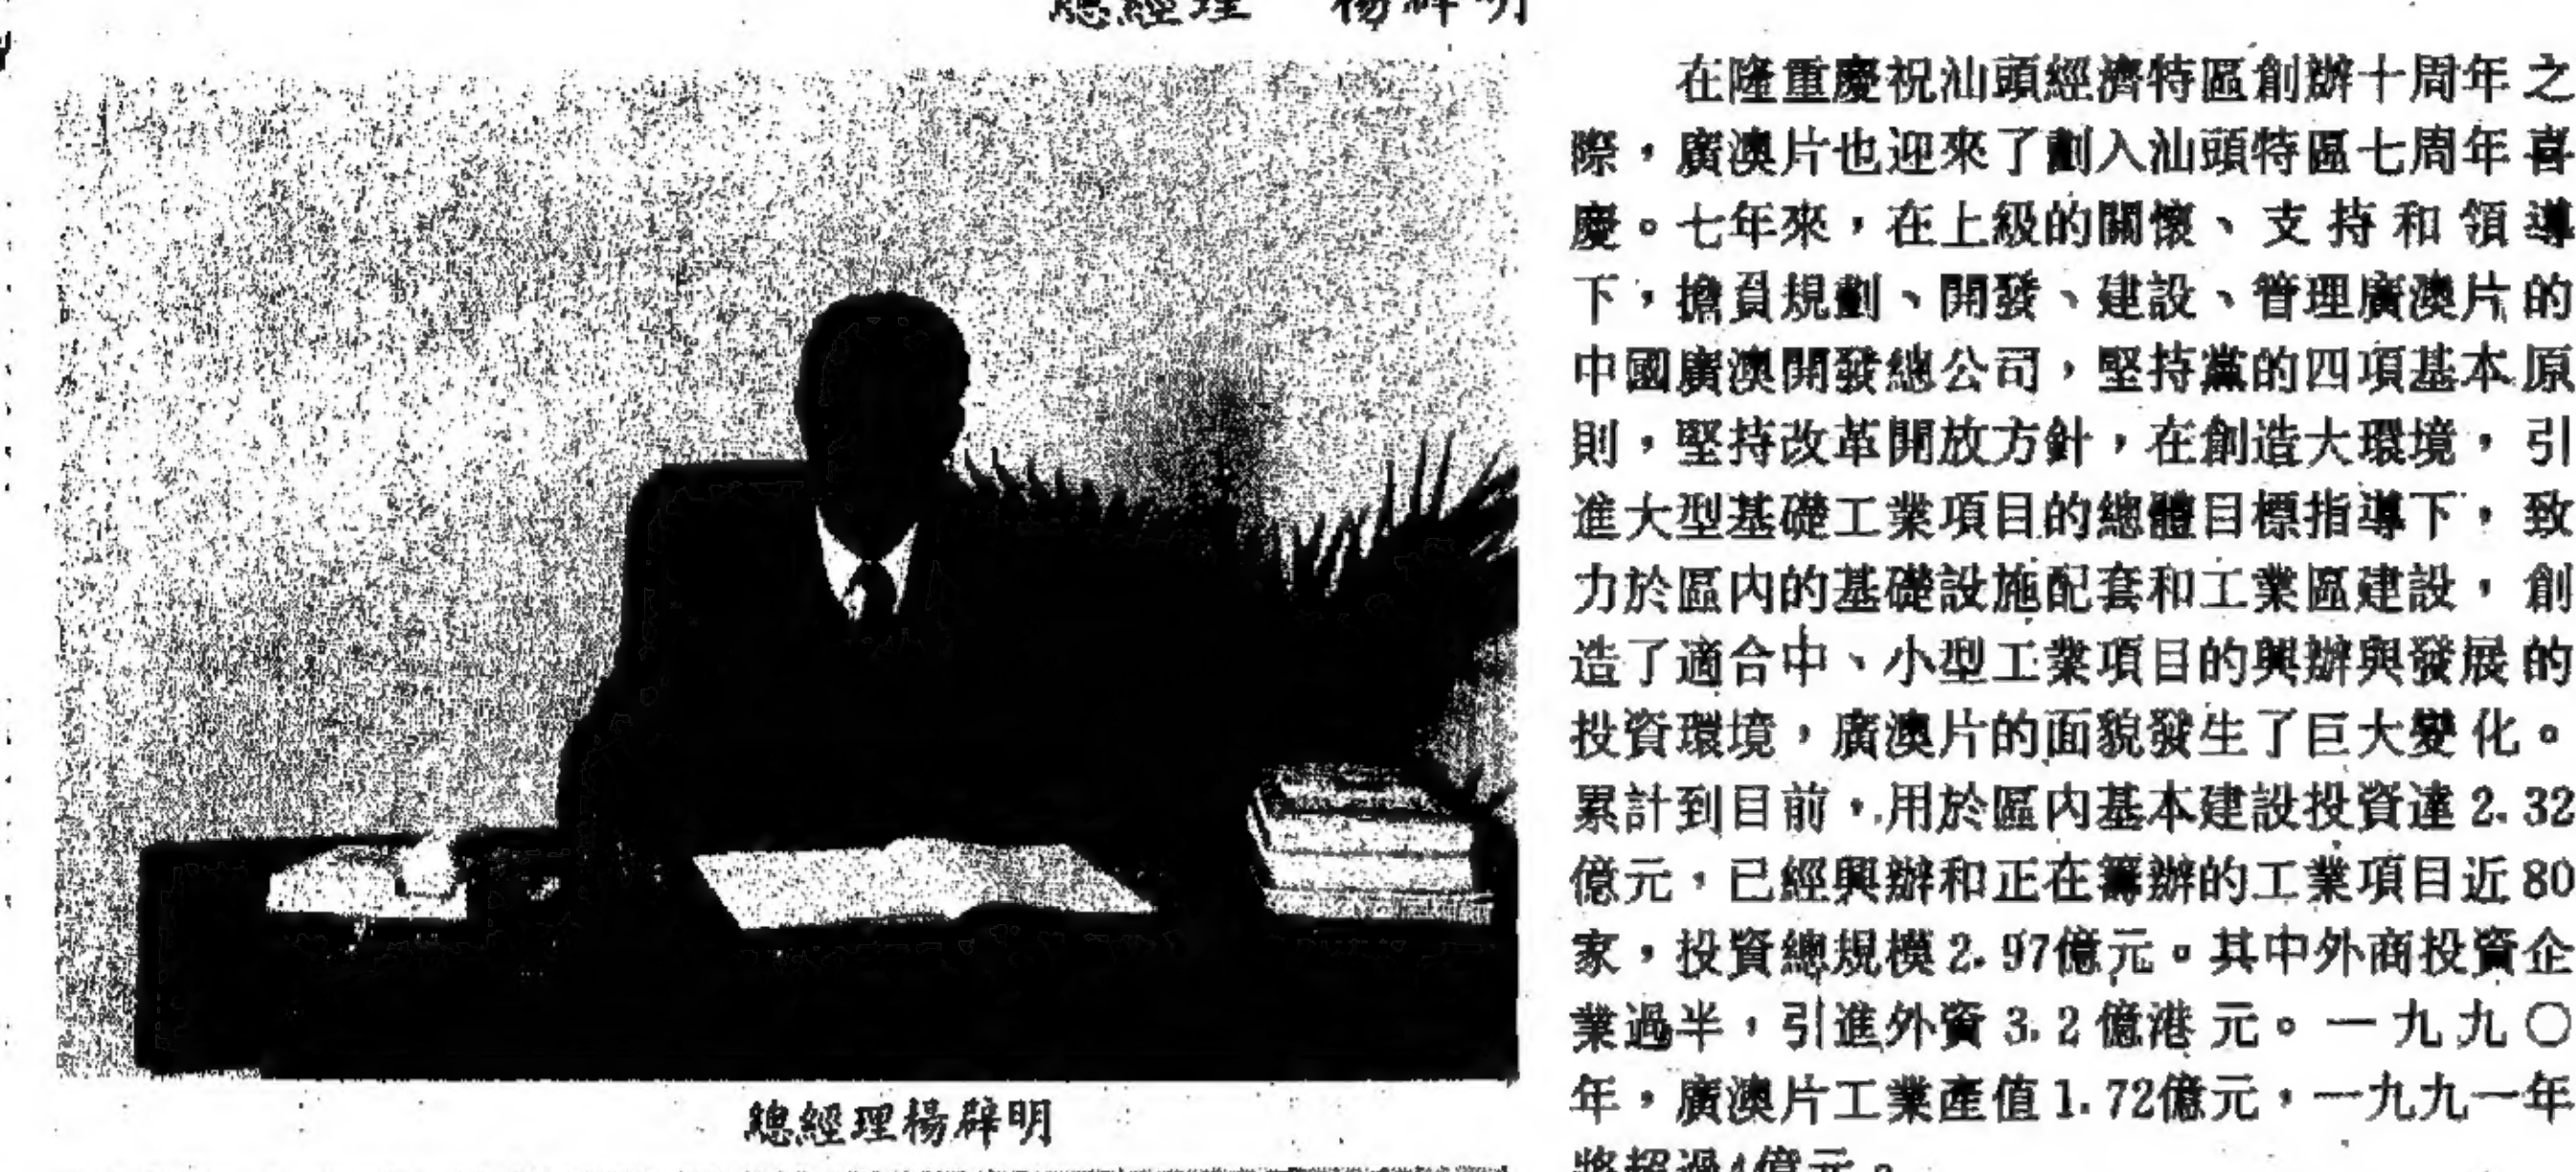 總經理 楊辟明
在隆重慶祝汕頭經濟特區創辦十周年之
際，廣澳片也迎來了劃入汕頭特區七周年喜
慶。七年來，在上級的關懷、支持和領導
下，擔負規劃、開發、建設、管理廣澳片的
中國廣澳開發總公司，堅持黨的四項基本原
則，堅持改革開放方針，在創造大環境，引
進大型基礎工業項目的總體目標指導下，致
力於區內的基礎設施配套和工業區建設，創
造了適合中、小型工業項目的興辦與發展的
投資環境，廣澳片的面貌發生了巨大變化。
累計到目前，用於區內基本建設投資達2.32
億元，已經興辦和正在籌辦的工業項目近80
家，投資總規模2.97億元。其中外商投資企
業過半，引進外資3.2億港元。一九九〇
年，廣澳片工業產值1.72億元，一九九一年
將超過4億元。
總經理楊辟明